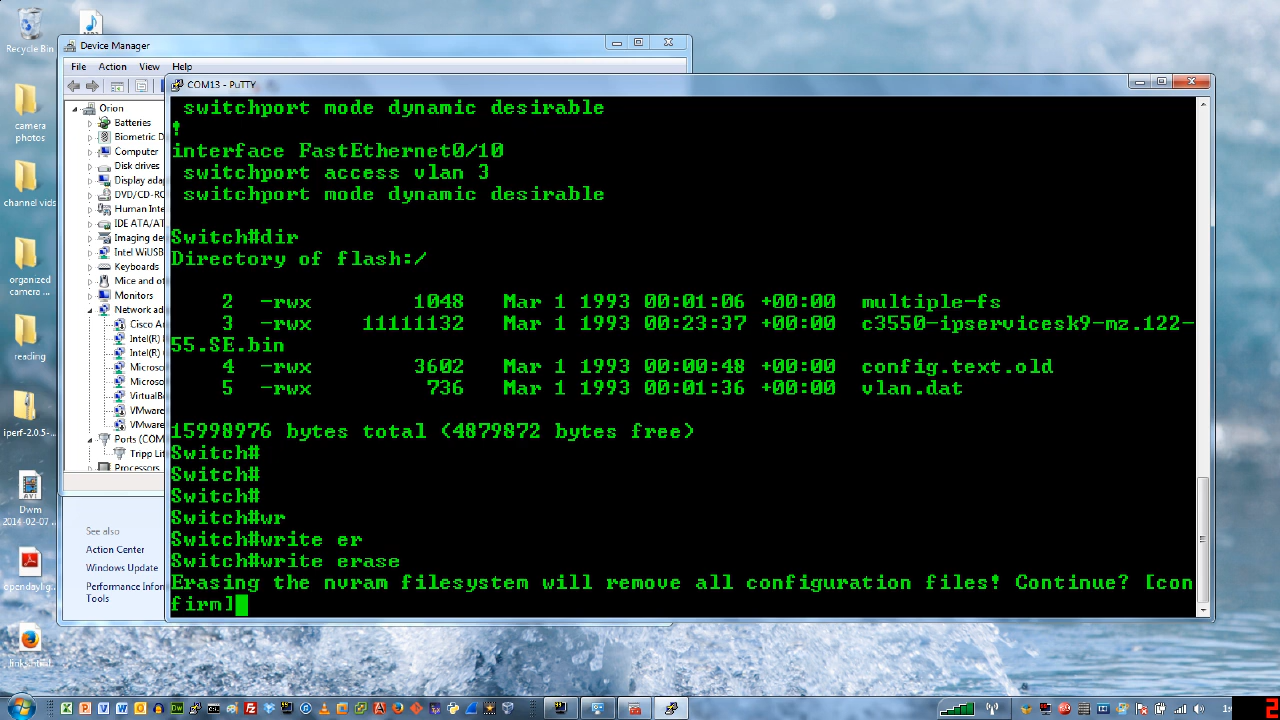 Recycle Bin
Device Manager
File Action View Help
COM13 - PuTTY
camera
photos
channel vids
organized
camera ...
reading
iperf-2.0.5-...
Dwm
2014-02-07 ...
opendaylig...
Orion
Batteries
Biometric D
Computer
Disk drives
Display adap
DVD/CD-RO
Human Inte
IDE ATA/AT
Imaging dev
Intel WiUSB
Keyboards
Mice and ot
Monitors
Network ad
Cisco A
Intel(R)
Intel(R)
Microso
Microso
VirtualB
VMware
VMware
Ports (COM
Tripp Lit
Processors
See also
Action Center
Windows Update
Performance Infor
Tools
switchport mode dynamic desirable
!
interface FastEthernet0/10
switchport access vlan 3
switchport mode dynamic desirable
Switch#dir
Directory of flash:/
2 -rwx 1048 Mar 1 1993 00:01:06 +00:00 multiple-fs
3 -rwx 11111132 Mar 1 1993 00:23:37 +00:00 c3550-ipservicesk9-mz.122-
55.SE.bin
4 -rwx 3602 Mar 1 1993 00:00:48 +00:00 config.text.old
5 -rwx 736 Mar 1 1993 00:01:36 +00:00 vlan.dat
15998976 bytes total (4879872 bytes free)
Switch#
Switch#
Switch#
Switch#wr
Switch#write er
Switch#write erase
Erasing the nvram filesystem will remove all configuration files! Continue? [con
firm]
2